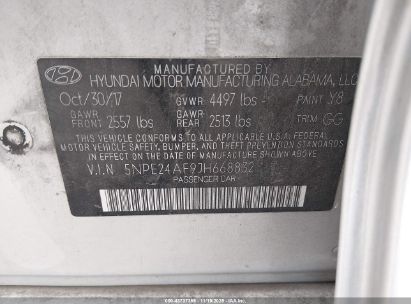 MANUFACTURED BY
HYUNDAI MOTOR MANUFACTURING ALABAMA, LLC
Oct/30/17 GVWR 4497 lbs PAINT Y8
GAWR GAWR
FRONT 2557 lbs REAR 2513 lbs TRIM GG
THIS VEHICLE CONFORMS TO ALL APPLICABLE U.S.A. FEDERAL
MOTOR VEHICLE SAFETY, BUMPER, AND THEFT PREVENTION STANDARDS
IN EFFECT ON THE DATE OF MANUFACTURE SHOWN ABOVE.
V.I.N 5NPE24AF9JH668832
PASSENGER CAR